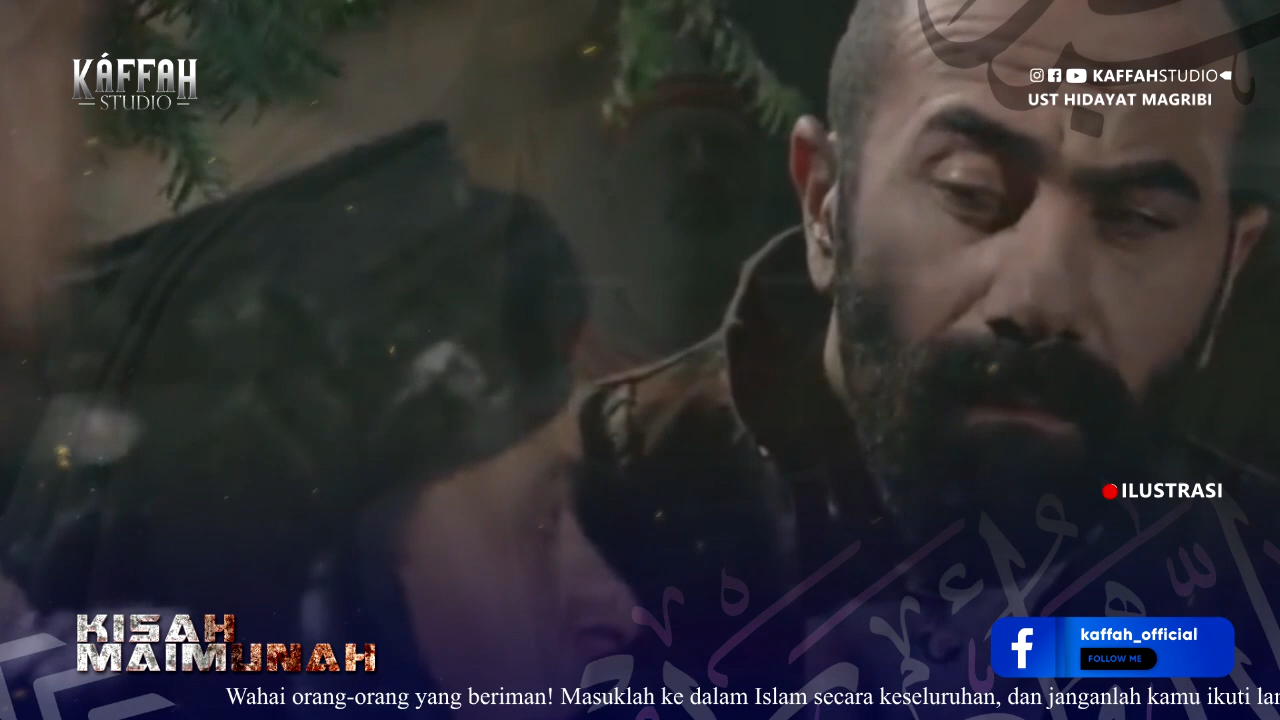 KÁFFAH
STUDIO
KAFFAHSTUDIO
UST HIDAYAT MAGRIBI
ILUSTRASI
KISAH
MAIMUNAH
kaffah_official
FOLLOW ME
Wahai orang-orang yang beriman! Masuklah ke dalam Islam secara keseluruhan, dan janganlah kamu ikuti lan